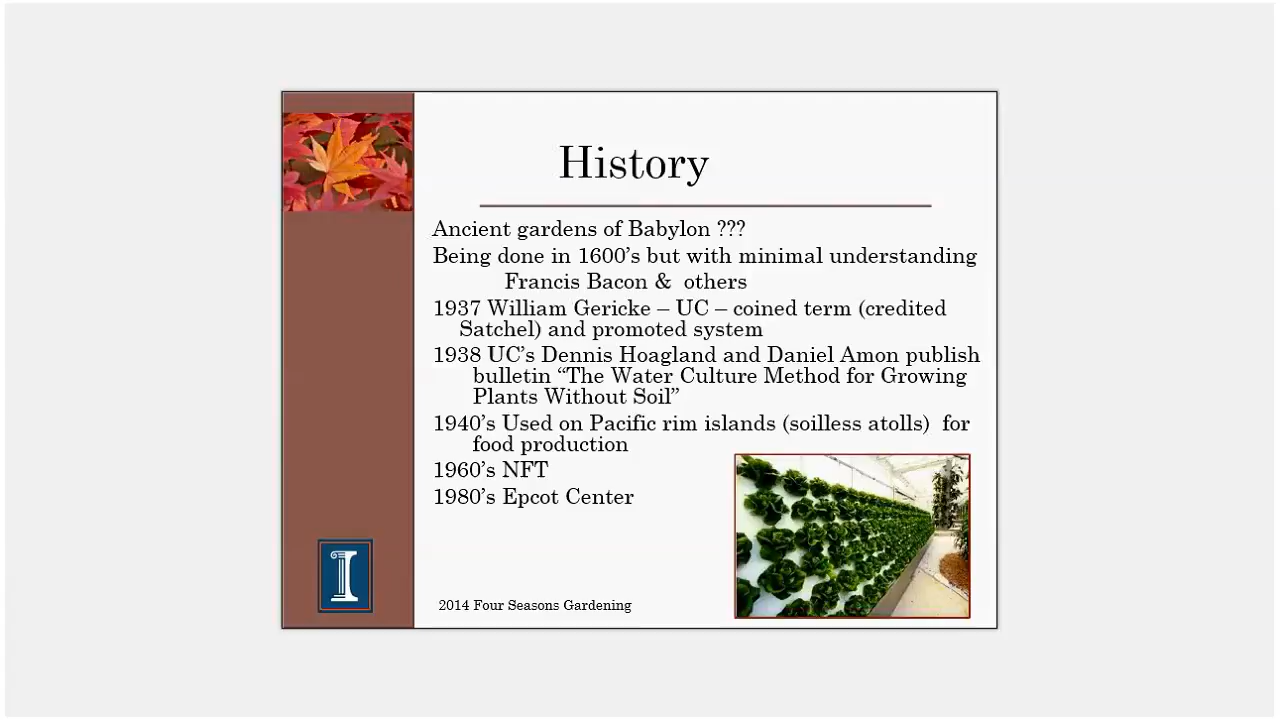 History
Ancient gardens of Babylon ???
Being done in 1600's but with minimal understanding
Francis Bacon & others
1937 William Gericke – UC – coined term (credited
Satchel) and promoted system
1938 UC's Dennis Hoagland and Daniel Amon publish
bulletin “The Water Culture Method for Growing
Plants Without Soil”
1940's Used on Pacific rim islands (soilless atolls) for
food production
1960's NFT
1980's Epcot Center
2014 Four Seasons Gardening
I